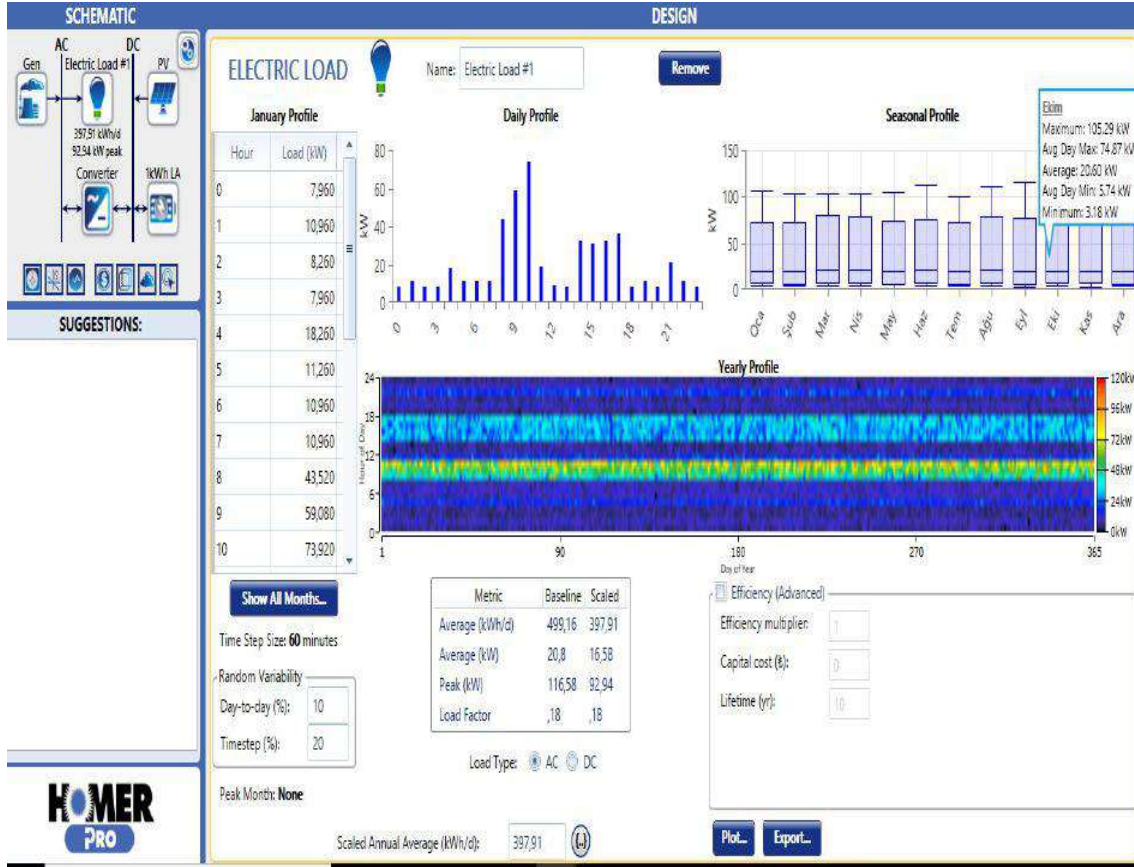 SCHEMATIC
DESIGN
AC DC
Gen Electric Load #1 PV
397,91 kWh/d
92,94 kW peak
Converter 1kWh LA
SUGGESTIONS:
HOMER
PRO
ELECTRIC LOAD
Name: Electric Load #1
Remove
January Profile
Hour Load (kW)
0 7,960
1 10,960
2 8,260
3 7,960
4 18,260
5 11,260
6 10,960
7 10,960
8 43,520
9 59,080
10 73,920
Daily Profile
kW
80
60
40
20
0
0 3 6 9 12 15 18 21
Seasonal Profile
kW
150
100
50
0
Oca Şub Mar Nis May Haz Tem Ağu Eyl Eki Kas Ara
Ekim
Maximum: 105.29 kW
Avg Day Max: 74.87 kW
Average: 20.60 kW
Avg Day Min: 5.74 kW
Minimum: 3.18 kW
Yearly Profile
Hour of Day
24
18
12
6
0
1 90 180 270 365
Day of Year
120kW
96kW
72kW
48kW
24kW
0kW
Show All Months...
Time Step Size: 60 minutes
Random Variability
Day-to-day (%): 10
Timestep (%): 20
Peak Month: None
Metric Baseline Scaled
Average (kWh/d) 499,16 397,91
Average (kW) 20,8 16,58
Peak (kW) 116,58 92,94
Load Factor ,18 ,18
Load Type: AC DC
Scaled Annual Average (kWh/d): 397,91 {..}
Efficiency (Advanced)
Efficiency multiplier: 1
Capital cost (₺): 0
Lifetime (yr): 10
Plot... Export...